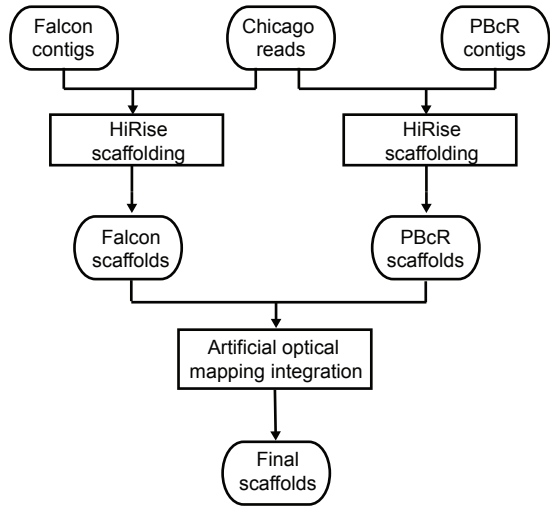 Falcon
contigs
Chicago
reads
PBcR
contigs
HiRise
scaffolding
HiRise
scaffolding
Falcon
scaffolds
PBcR
scaffolds
Artificial optical
mapping integration
Final
scaffolds